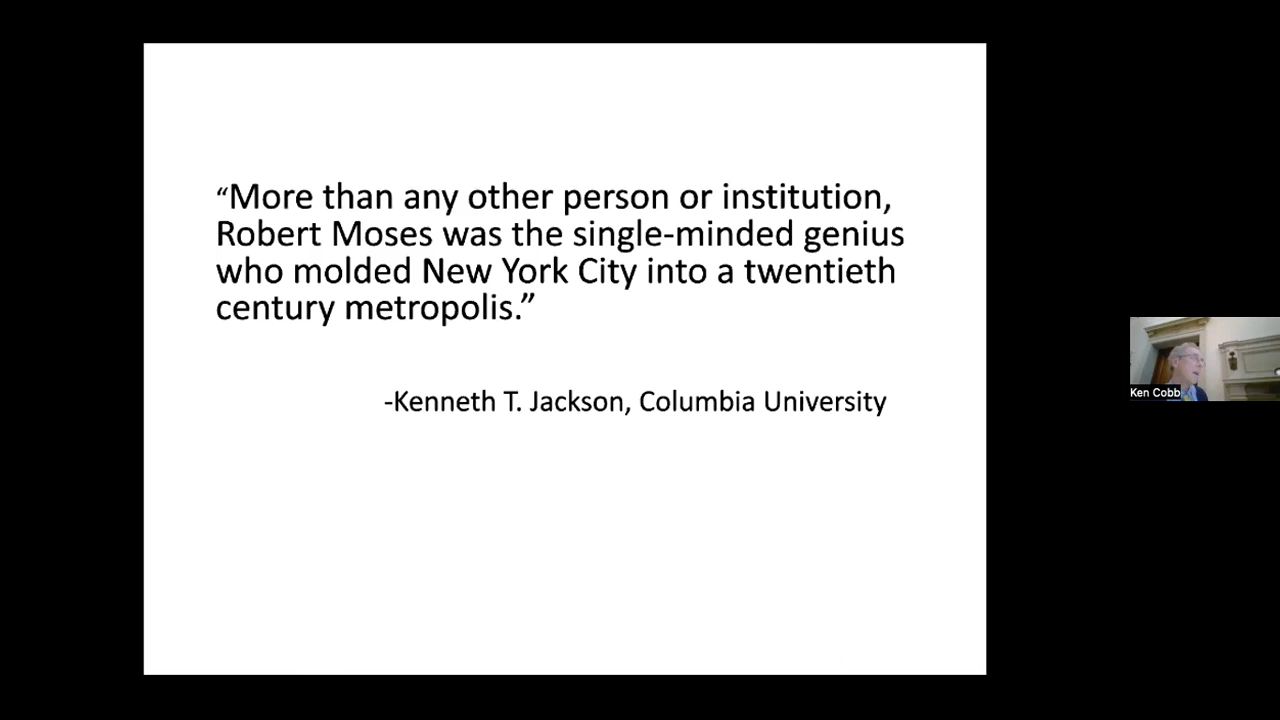 “More than any other person or institution,
Robert Moses was the single-minded genius
who molded New York City into a twentieth
century metropolis.”
-Kenneth T. Jackson, Columbia University
Ken Cobb